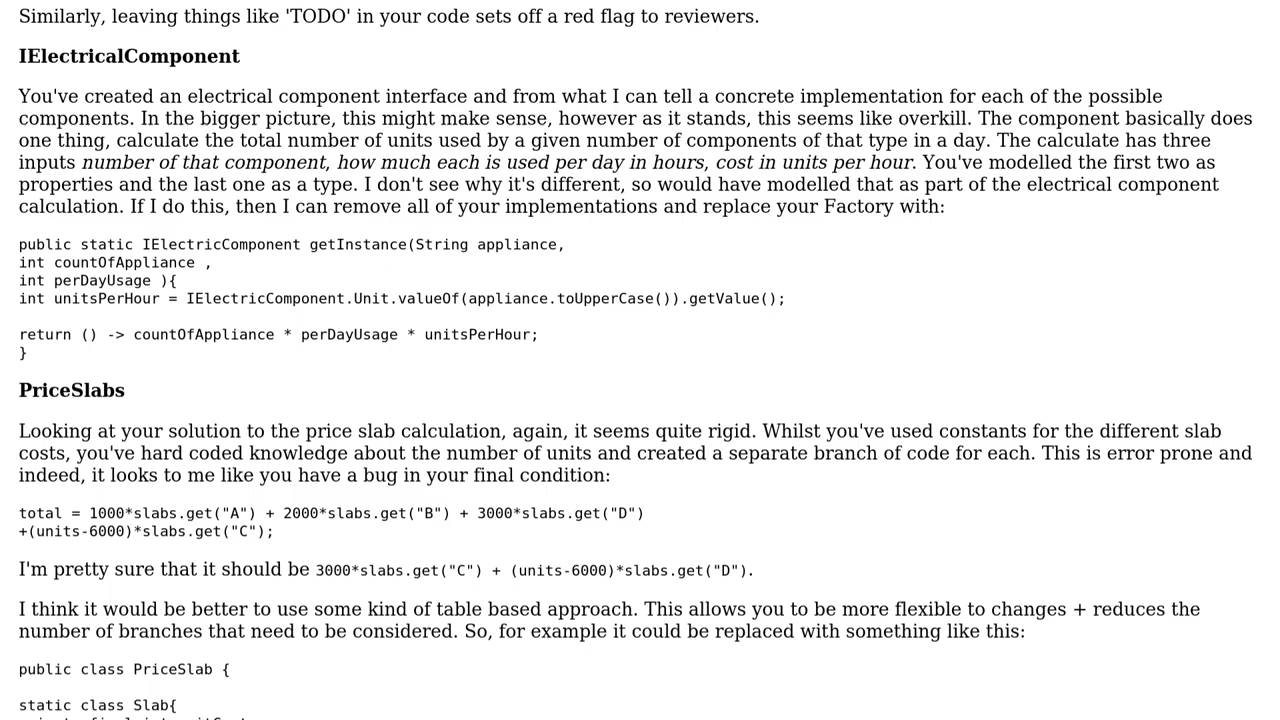 Similarly, leaving things like 'TODO' in your code sets off a red flag to reviewers.
IElectricalComponent
You've created an electrical component interface and from what I can tell a concrete implementation for each of the possible
components. In the bigger picture, this might make sense, however as it stands, this seems like overkill. The component basically does
one thing, calculate the total number of units used by a given number of components of that type in a day. The calculate has three
inputs number of that component, how much each is used per day in hours, cost in units per hour. You've modelled the first two as
properties and the last one as a type. I don't see why it's different, so would have modelled that as part of the electrical component
calculation. If I do this, then I can remove all of your implementations and replace your Factory with:
public static IElectricComponent getInstance(String appliance,
int countOfAppliance ,
int perDayUsage ){
int unitsPerHour = IElectricComponent.Unit.valueOf(appliance.toUpperCase()).getValue();
return () -> countOfAppliance * perDayUsage * unitsPerHour;
}
PriceSlabs
Looking at your solution to the price slab calculation, again, it seems quite rigid. Whilst you've used constants for the different slab
costs, you've hard coded knowledge about the number of units and created a separate branch of code for each. This is error prone and
indeed, it looks to me like you have a bug in your final condition:
total = 1000*slabs.get("A") + 2000*slabs.get("B") + 3000*slabs.get("D")
+(units-6000)*slabs.get("C");
I'm pretty sure that it should be 3000*slabs.get("C") + (units-6000)*slabs.get("D").
I think it would be better to use some kind of table based approach. This allows you to be more flexible to changes + reduces the
number of branches that need to be considered. So, for example it could be replaced with something like this:
public class PriceSlab {
static class Slab{